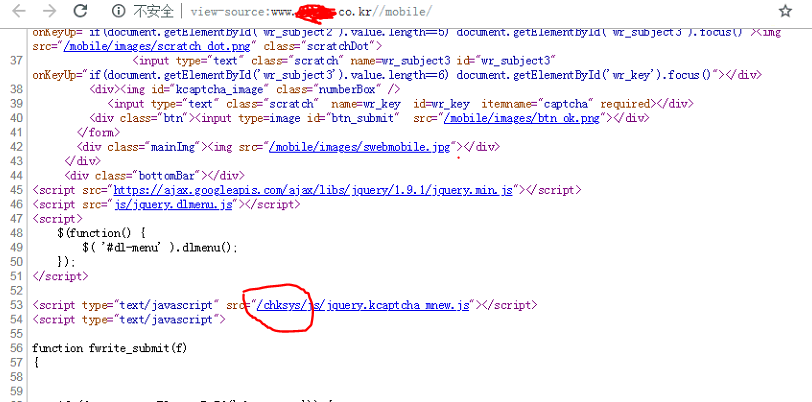 不安全 | view-source:www. .co.kr//mobile/
onKeyUp="if(document.getElementById('wr_subject2').value.length==5) document.getElementById('wr_subject3').focus()"><img
src="/mobile/images/scratch_dot.png" class="scratchDot">
37 <input type="text" class="scratch" name=wr_subject3 id="wr_subject3"
onKeyUp="if(document.getElementById('wr_subject3').value.length==6) document.getElementById('wr_key').focus()"></div>
38 <div><img id="kcaptcha_image" class="numberBox" />
39 <input type="text" class="scratch" name=wr_key id=wr_key itemname="captcha" required></div>
40 <div class="btn"><input type=image id="btn_submit" src="/mobile/images/btn_ok.png"></div>
41 </form>
42 <div class="mainImg"><img src="/mobile/images/swebmobile.jpg"></div>
43 </div>
44 <div class="bottomBar"></div>
45 <script src="https://ajax.googleapis.com/ajax/libs/jquery/1.9.1/jquery.min.js"></script>
46 <script src="js/jquery.dlmenu.js"></script>
47 <script>
48 $(function() {
49 $( '#dl-menu' ).dlmenu();
50 });
51 </script>
52
53 <script type="text/javascript" src="/chksys/js/jquery.kcaptcha_mnew.js"></script>
54 <script type="text/javascript">
55
56 function fwrite_submit(f)
57 {
58
59